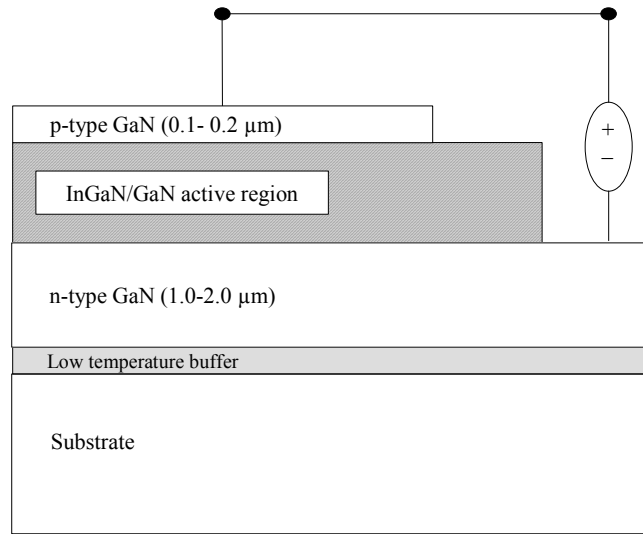 p-type GaN (0.1- 0.2 µm)
+
−
InGaN/GaN active region
n-type GaN (1.0-2.0 µm)
Low temperature buffer
Substrate